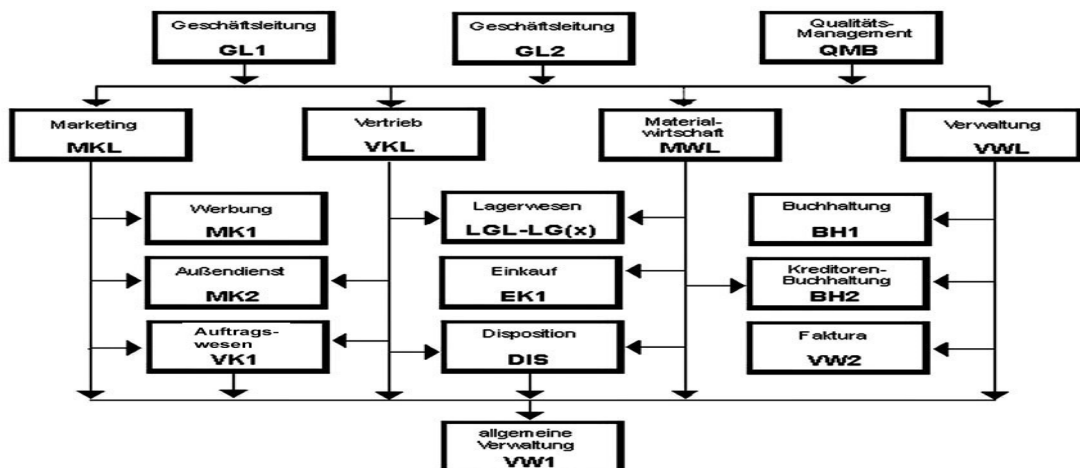 Geschäftsleitung
GL1
Geschäftsleitung
GL2
Qualitäts-
Management
QMB
Marketing
MKL
Vertrieb
VKL
Material-
wirtschaft
MWL
Verwaltung
VWL
Werbung
MK1
Lagerwesen
LGL-LG(x)
Buchhaltung
BH1
Außendienst
MK2
Einkauf
EK1
Kreditoren-
Buchhaltung
BH2
Auftrags-
wesen
VK1
Disposition
DIS
Faktura
VW2
allgemeine
Verwaltung
VW1